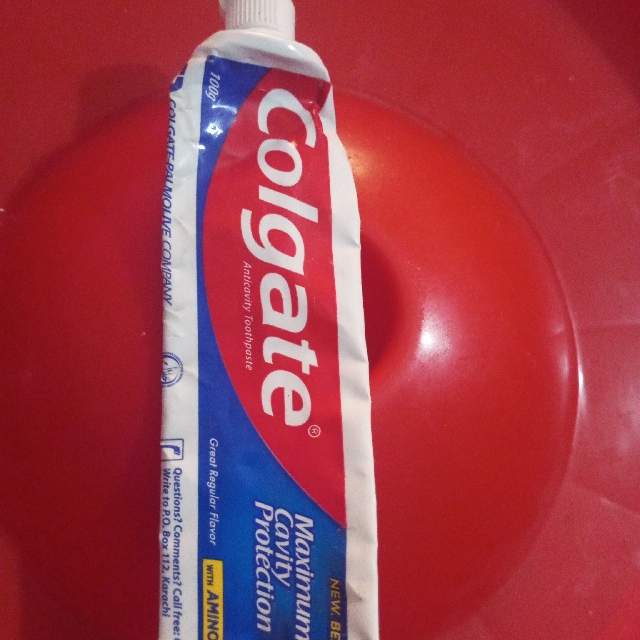 100g
Colgate®
Anticavity Toothpaste
Great Regular Flavor
Maximum
Cavity
Protection
WITH AMINO
NEW. BE
COLGATE-PALMOLIVE COMPANY
Questions? Comments? Call free:
Write to P.O. Box 112, Karachi